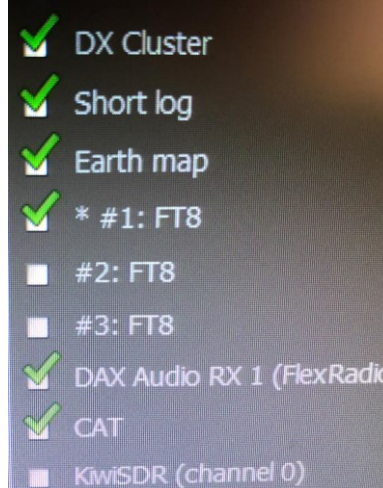 DX Cluster
Short log
Earth map
* #1: FT8
#2: FT8
#3: FT8
DAX Audio RX 1 (FlexRadio
CAT
KiwiSDR (channel 0)